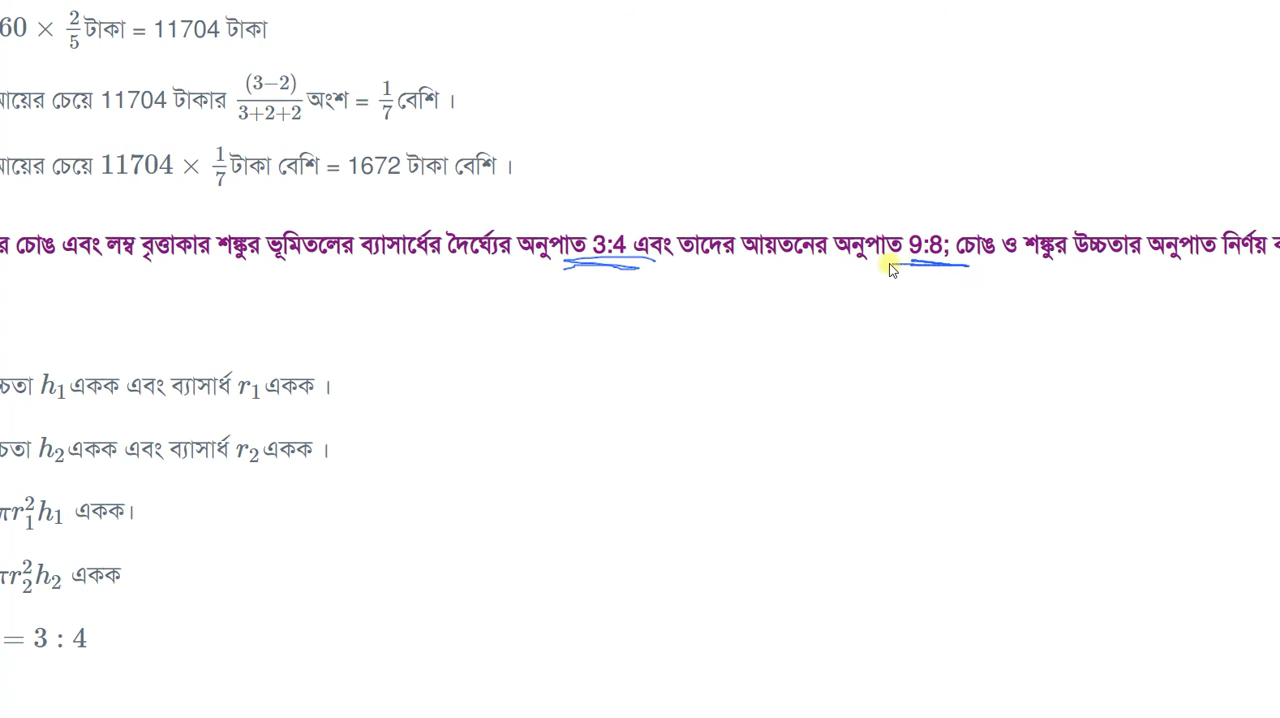 60 × 2/5 টাকা = 11704 টাকা
আয়ের চেয়ে 11704 টাকার (3−2)/(3+2+2) অংশ = 1/7 বেশি ।
আয়ের চেয়ে 11704 × 1/7 টাকা বেশি = 1672 টাকা বেশি ।
র চোঙ এবং লম্ব বৃত্তাকার শঙ্কুর ভূমিতলের ব্যাসার্ধের দৈর্ঘ্যের অনুপাত 3:4 এবং তাদের আয়তনের অনুপাত 9:8; চোঙ ও শঙ্কুর উচ্চতার অনুপাত নির্ণয়
চ্চতা h₁ একক এবং ব্যাসার্ধ r₁ একক ।
চতা h₂ একক এবং ব্যাসার্ধ r₂ একক ।
πr₁²h₁ একক।
πr₂²h₂ একক
= 3 : 4